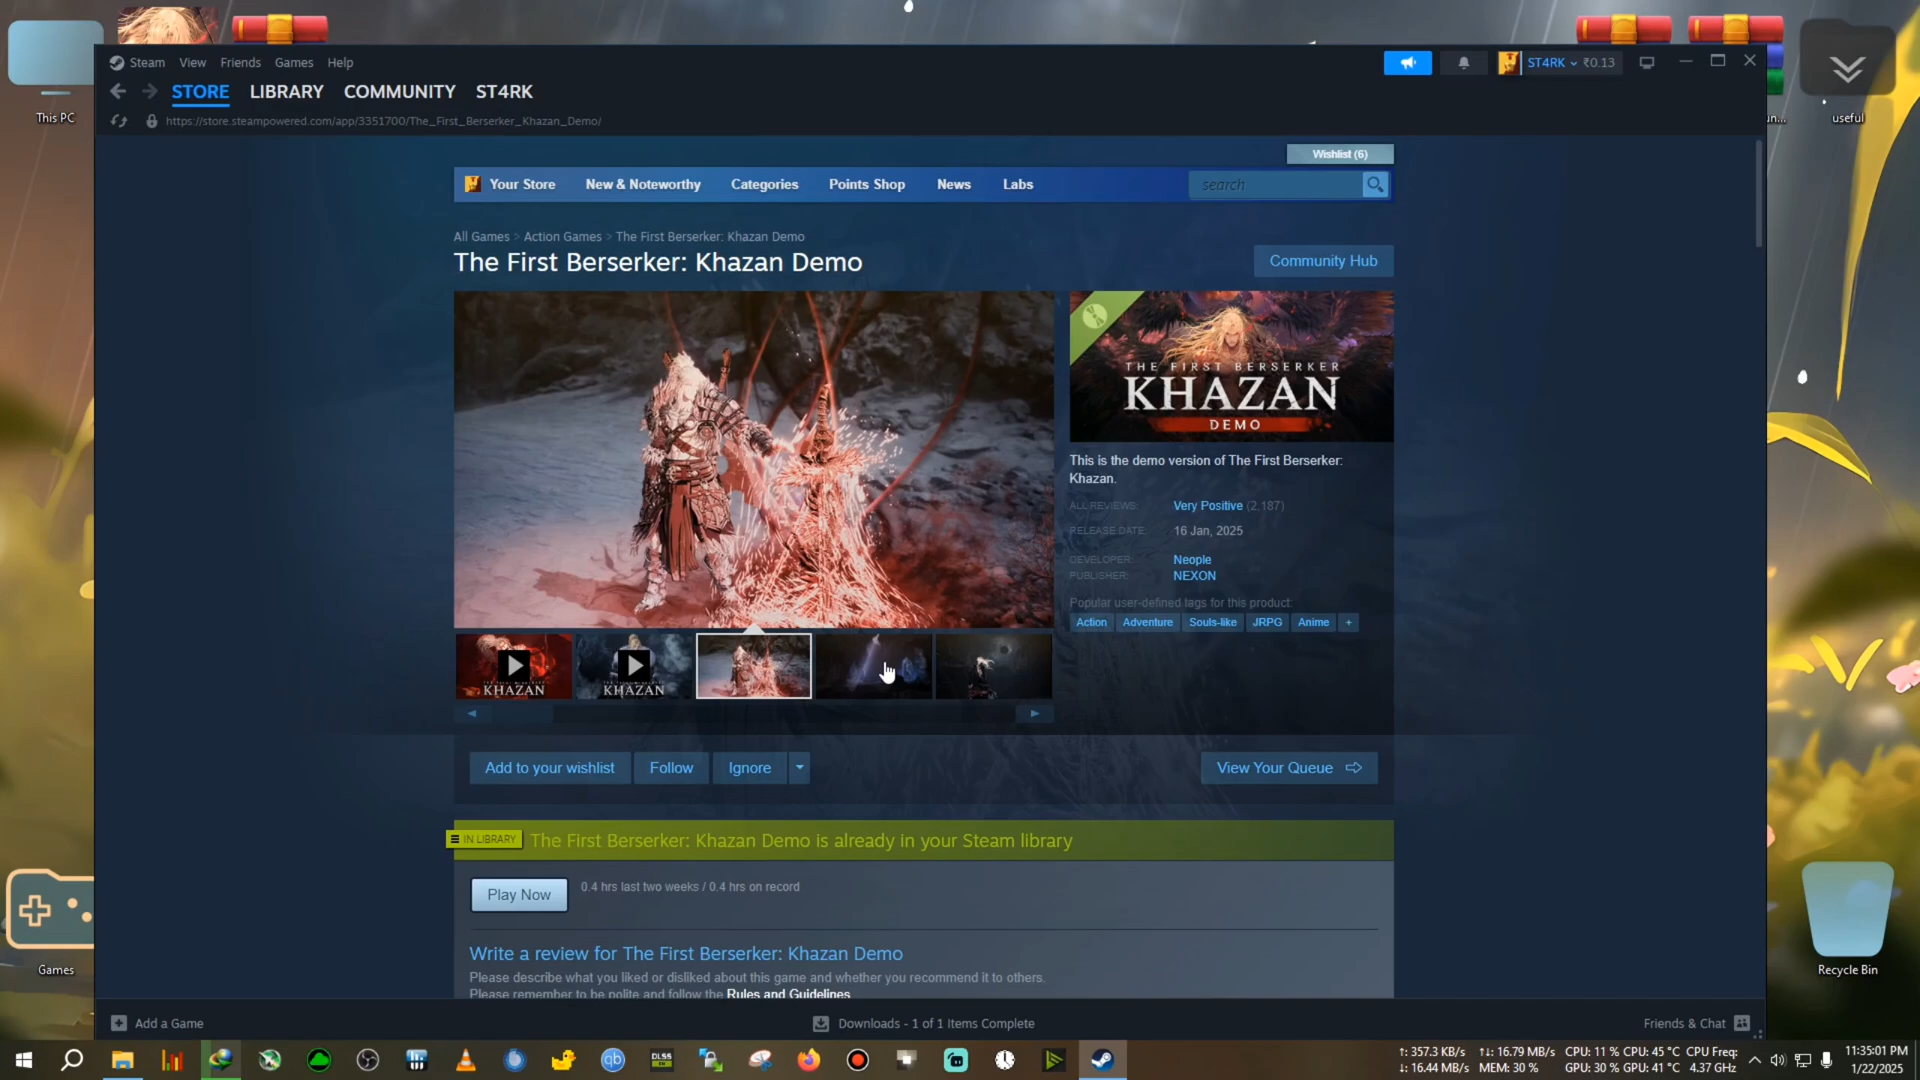 Steam View Friends Games Help
ST4RK ₹0.13
STORE LIBRARY COMMUNITY ST4RK
https://store.steampowered.com/app/3351700/The_First_Berserker_Khazan_Demo/
This PC
useful
Wishlist (6)
Your Store New & Noteworthy Categories Points Shop News Labs
search
All Games > Action Games > The First Berserker: Khazan Demo
The First Berserker: Khazan Demo
Community Hub
THE FIRST BERSERKER
KHAZAN
DEMO
This is the demo version of The First Berserker:
Khazan.
ALL REVIEWS: Very Positive (2,187)
RELEASE DATE: 16 Jan, 2025
DEVELOPER: Neople
PUBLISHER: NEXON
Popular user-defined tags for this product:
Action Adventure Souls-like JRPG Anime +
KHAZAN
KHAZAN
Add to your wishlist Follow Ignore
View Your Queue
IN LIBRARY The First Berserker: Khazan Demo is already in your Steam library
Play Now 0.4 hrs last two weeks / 0.4 hrs on record
Write a review for The First Berserker: Khazan Demo
Please describe what you liked or disliked about this game and whether you recommend it to others.
Please remember to be polite and follow the Rules and Guidelines
Games
Recycle Bin
Add a Game
Downloads - 1 of 1 Items Complete
Friends & Chat
DLSS
qb
↑: 357.3 KB/s ↑↓: 16.79 MB/s CPU: 11 % CPU: 45 °C CPU Freq:
↓: 16.44 MB/s MEM: 30 % GPU: 30 % GPU: 41 °C 4.37 GHz
11:35:01 PM
1/22/2025